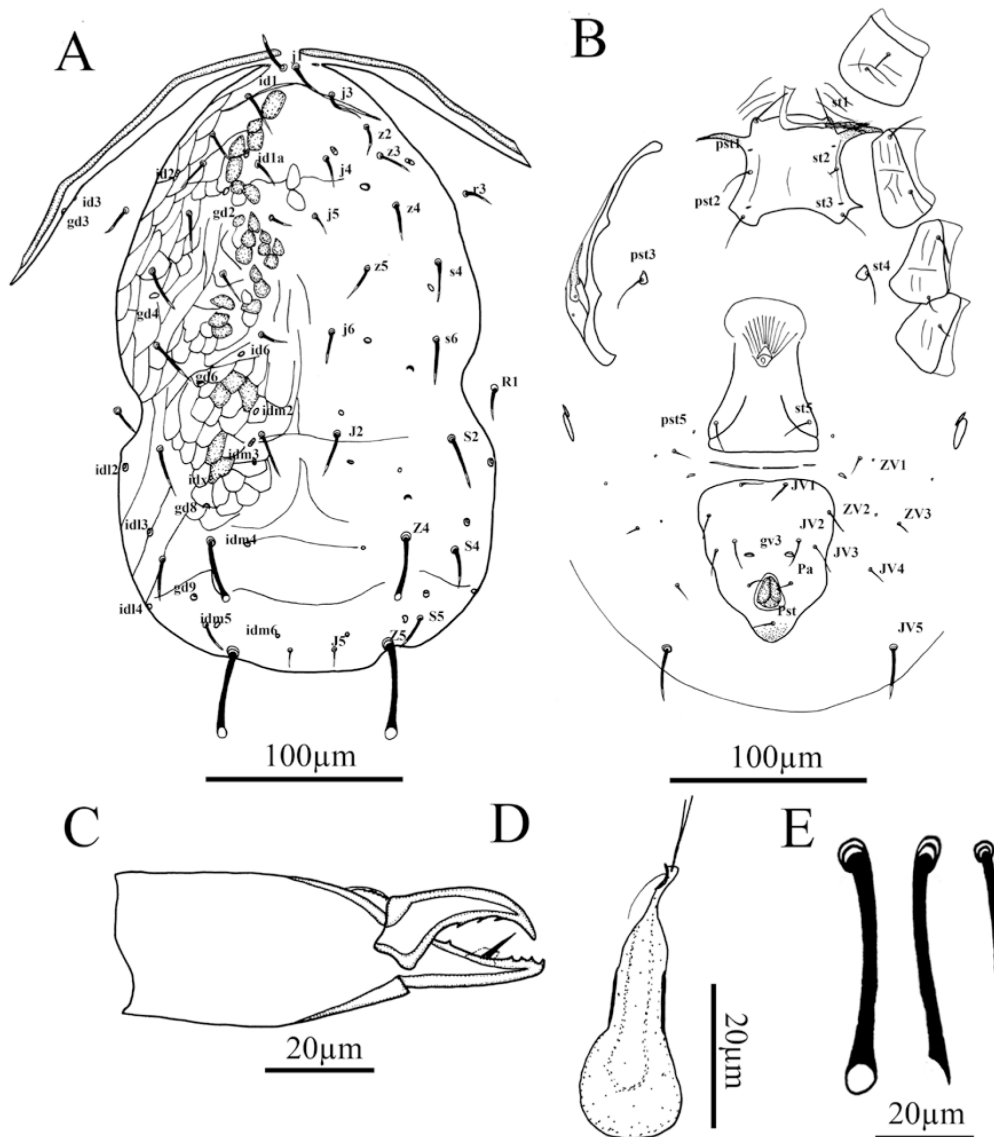 A
j1
id1
j3
z2
z3
id1a
j4
id2
id3
r3
gd3
gd2
j5
z4
z5
s4
gd4
j6
s6
id6
gd6
R1
idm2
J2
S2
idm3
idl2
idx
gd8
idl3
Z4
idm4
S4
gd9
idl4
idm5
S5
idm6
J5
Z5
100µm
B
st1
pst1
st2
pst2
st3
pst3
st4
pst5
st5
ZV1
JV1
ZV2
ZV3
JV2
gv3
JV3
Pa
JV4
Pst
JV5
100µm
C
20µm
D
20µm
E
20µm